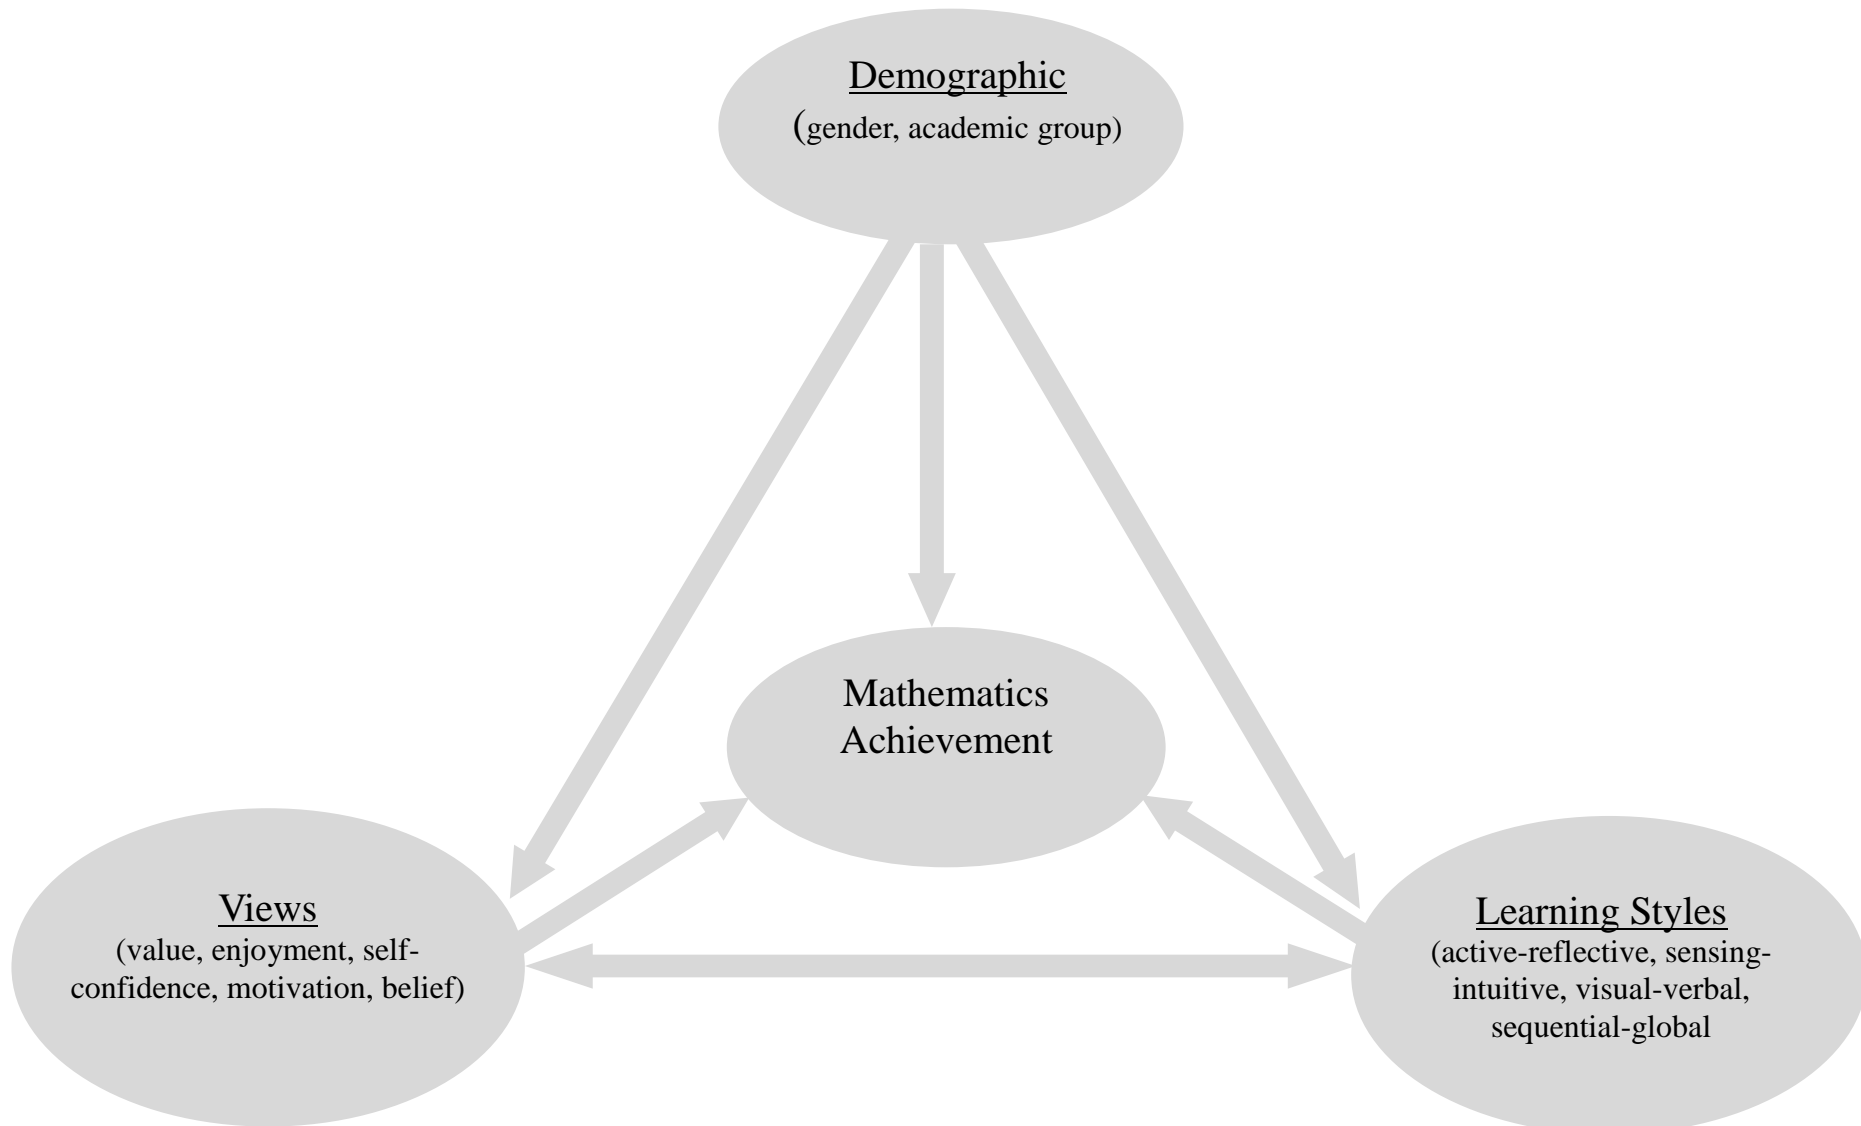 Demographic
(gender, academic group)
Mathematics
Achievement
Views
(value, enjoyment, self-
confidence, motivation, belief)
Learning Styles
(active-reflective, sensing-
intuitive, visual-verbal,
sequential-global